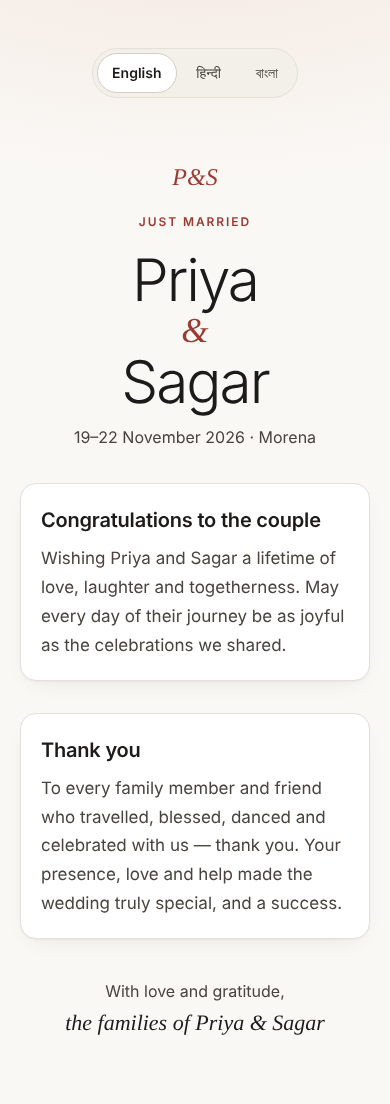 English हिन्दी বাংলা
P&S
JUST MARRIED
Priya
&
Sagar
19–22 November 2026 · Morena
Congratulations to the couple
Wishing Priya and Sagar a lifetime of
love, laughter and togetherness. May
every day of their journey be as joyful
as the celebrations we shared.
Thank you
To every family member and friend
who travelled, blessed, danced and
celebrated with us — thank you. Your
presence, love and help made the
wedding truly special, and a success.
With love and gratitude,
the families of Priya & Sagar